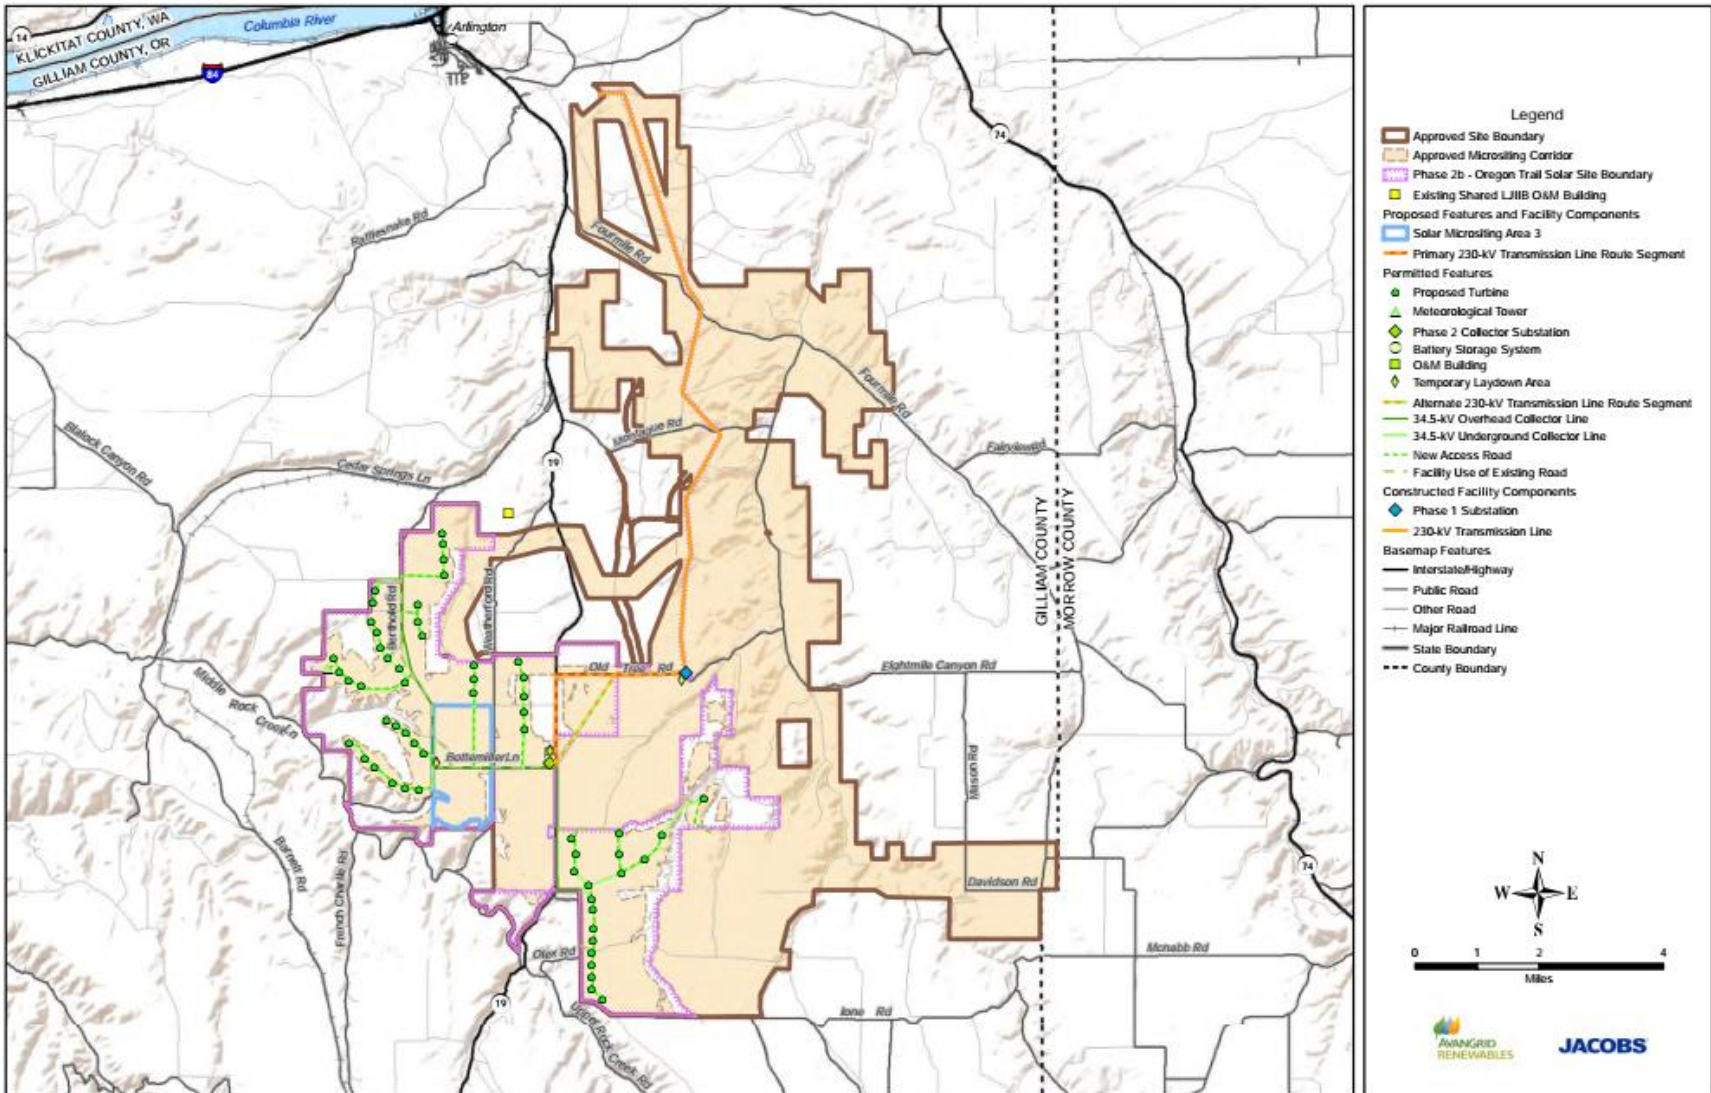 14
KLICKITAT COUNTY, WA
GILLIAM COUNTY, OR
Columbia River
84
Arlington
74
Rattlesnake Rd
Fourmile Rd
Fourmile Rd
Montague Rd
Fairview Rd
Blalock Canyon Rd
Cedar Springs Ln
19
GILLIAM COUNTY
MORROW COUNTY
Berthold Rd
Weatherford Rd
Old Tree Rd
Eightmile Canyon Rd
Middle Rock Creek Ln
Bottemiller Ln
Mason Rd
Barnett Rd
French Charlie Rd
Davidson Rd
74
Olex Rd
Mcnabb Rd
19
Upper Rock Creek Rd
Ione Rd
Legend
Approved Site Boundary
Approved Micrositing Corridor
Phase 2b - Oregon Trail Solar Site Boundary
Existing Shared LJIIB O&M Building
Proposed Features and Facility Components
Solar Micrositing Area 3
Primary 230-kV Transmission Line Route Segment
Permitted Features
Proposed Turbine
Meteorological Tower
Phase 2 Collector Substation
Battery Storage System
O&M Building
Temporary Laydown Area
Alternate 230-kV Transmission Line Route Segment
34.5-kV Overhead Collector Line
34.5-kV Underground Collector Line
New Access Road
Facility Use of Existing Road
Constructed Facility Components
Phase 1 Substation
230-kV Transmission Line
Basemap Features
Interstate/Highway
Public Road
Other Road
Major Railroad Line
State Boundary
County Boundary
N
W E
S
0 1 2 4
Miles
AVANGRID
RENEWABLES
JACOBS